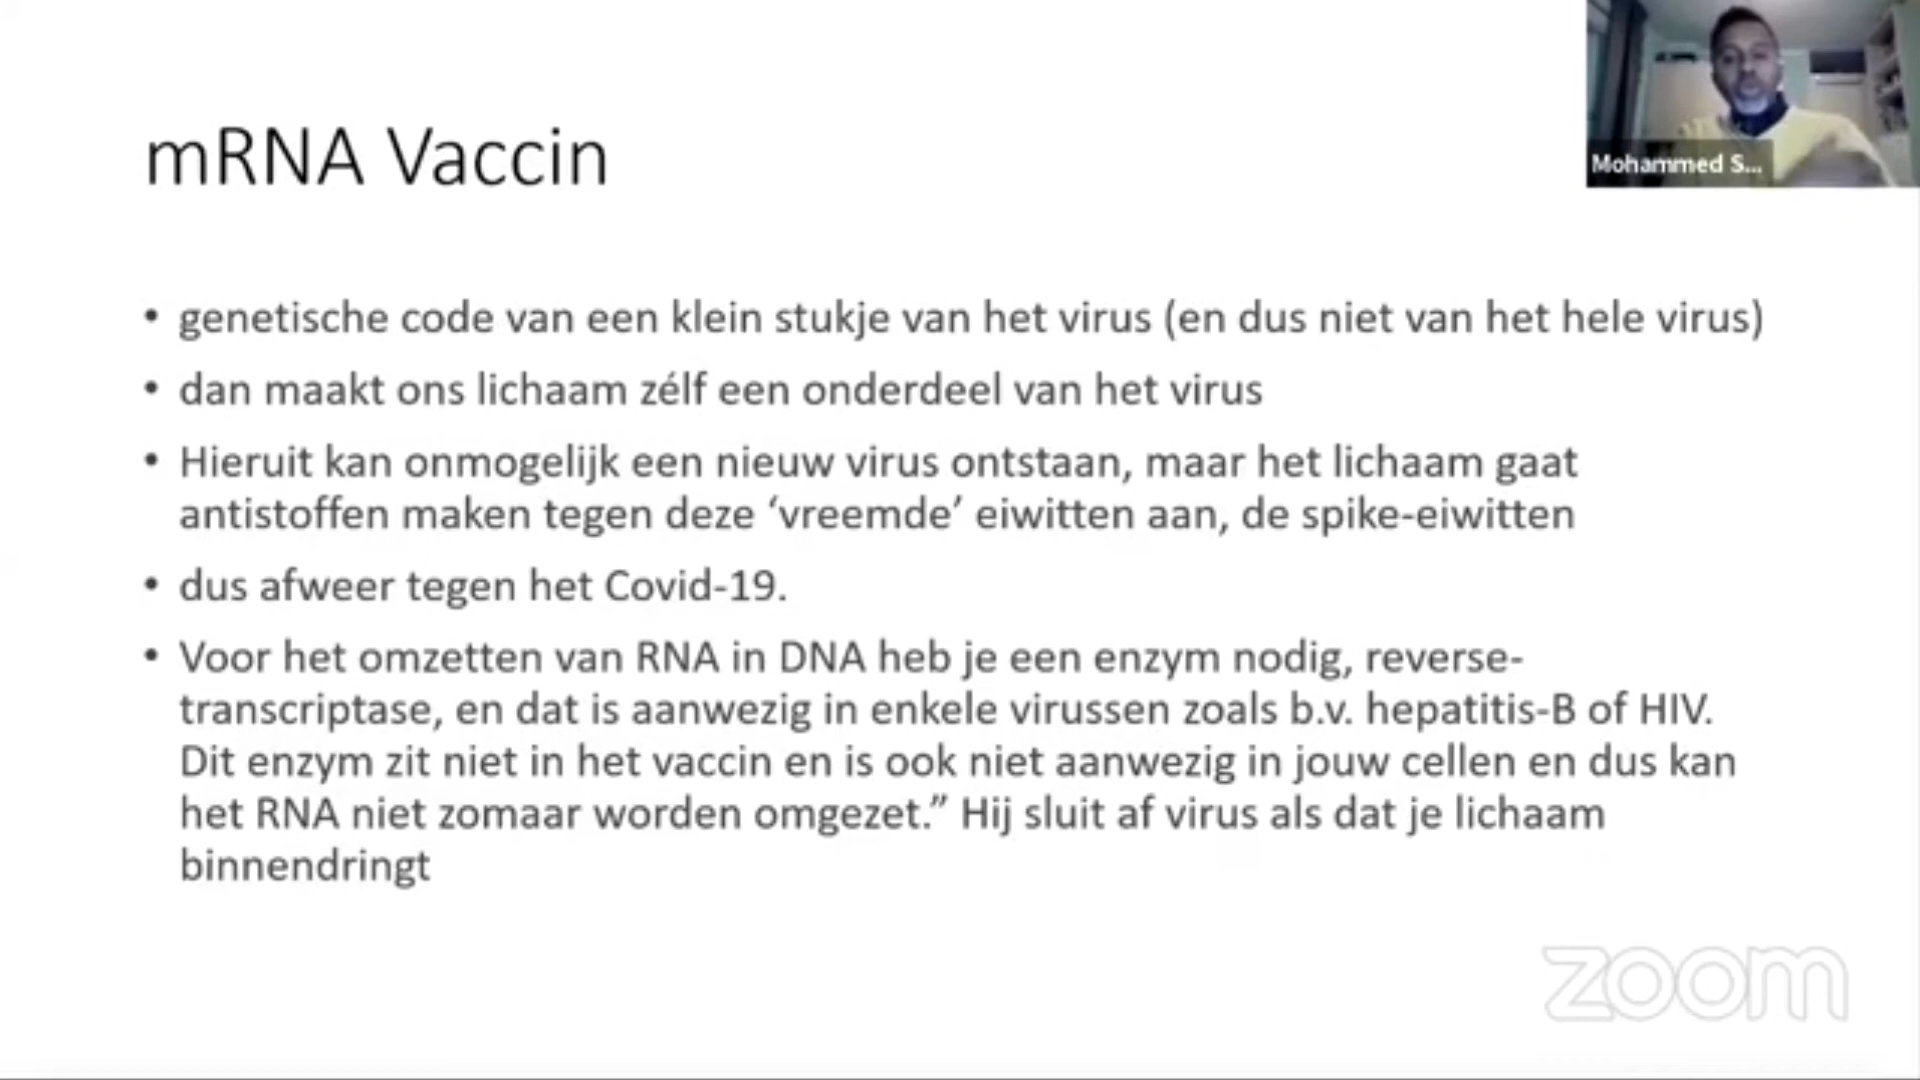 mRNA Vaccin
Mohammed S...
• genetische code van een klein stukje van het virus (en dus niet van het hele virus)
• dan maakt ons lichaam zélf een onderdeel van het virus
• Hieruit kan onmogelijk een nieuw virus ontstaan, maar het lichaam gaat
antistoffen maken tegen deze ‘vreemde’ eiwitten aan, de spike-eiwitten
• dus afweer tegen het Covid-19.
• Voor het omzetten van RNA in DNA heb je een enzym nodig, reverse-
transcriptase, en dat is aanwezig in enkele virussen zoals b.v. hepatitis-B of HIV.
Dit enzym zit niet in het vaccin en is ook niet aanwezig in jouw cellen en dus kan
het RNA niet zomaar worden omgezet.” Hij sluit af virus als dat je lichaam
binnendringt
zoom